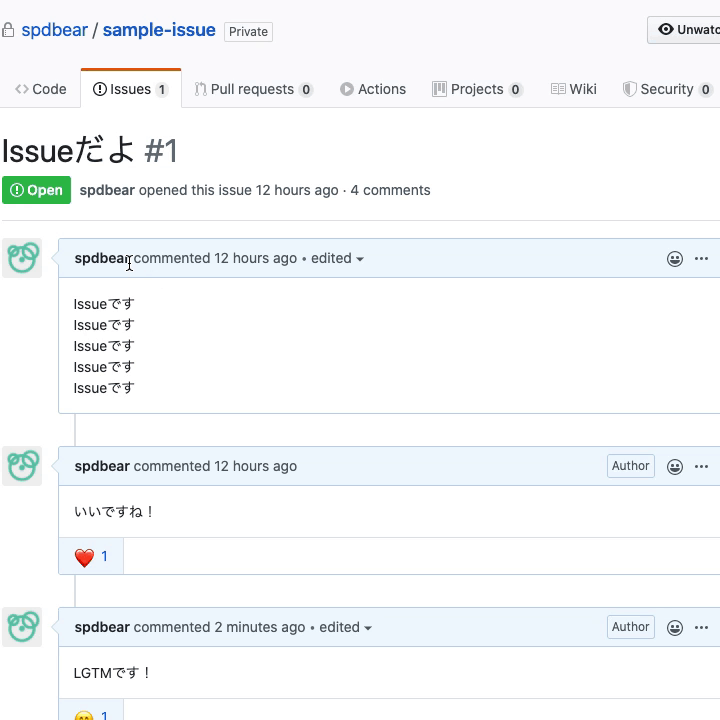 spdbear / sample-issue Private
Unwatc
Code Issues 1 Pull requests 0 Actions Projects 0 Wiki Security 0
Issueだよ #1
Open spdbear opened this issue 12 hours ago · 4 comments
spdbear commented 12 hours ago • edited
Issueです
Issueです
Issueです
Issueです
Issueです
spdbear commented 12 hours ago Author
いいですね！
1
spdbear commented 2 minutes ago • edited Author
LGTMです！
1